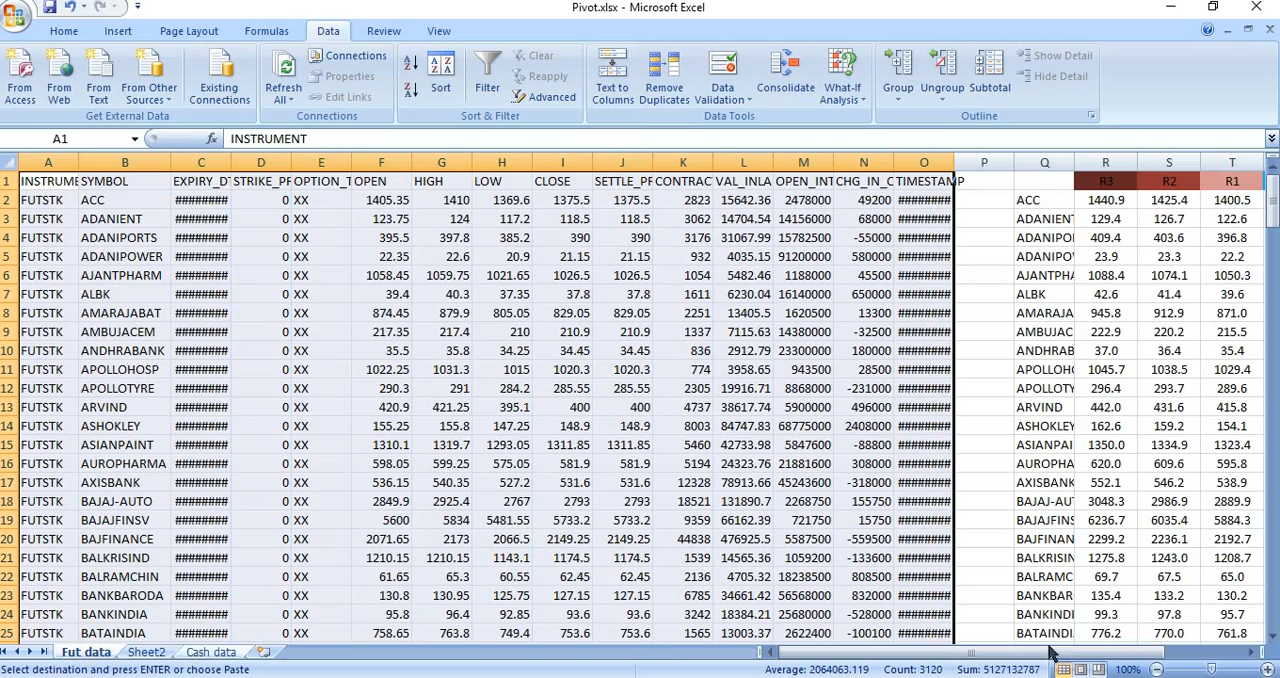 Pivot.xlsx - Microsoft Excel
Home Insert Page Layout Formulas Data Review View
From Access From Web From Text From Other Sources Existing Connections Refresh All Connections Properties Edit Links Sort Filter Clear Reapply Advanced Text to Columns Remove Duplicates Data Validation Consolidate What-If Analysis Group Ungroup Subtotal Show Detail Hide Detail
Get External Data Connections Sort & Filter Data Tools Outline
A1 fx INSTRUMENT
A B C D E F G H I J K L M N O P Q R S T
1 INSTRUME SYMBOL EXPIRY_D STRIKE_PR OPTION_T OPEN HIGH LOW CLOSE SETTLE_PR CONTRAC VAL_INLA OPEN_INT CHG_IN_C TIMESTAMP R3 R2 R1
2 FUTSTK ACC ######## 0 XX 1405.35 1410 1369.6 1375.5 1375.5 2823 15642.36 2478000 49200 ######## ACC 1440.9 1425.4 1400.5
3 FUTSTK ADANIENT ######## 0 XX 123.75 124 117.2 118.5 118.5 3062 14704.54 14156000 68000 ######## ADANIENT 129.4 126.7 122.6
4 FUTSTK ADANIPORTS ######## 0 XX 395.5 397.8 385.2 390 390 3176 31067.99 15782500 -55000 ######## ADANIPO 409.4 403.6 396.8
5 FUTSTK ADANIPOWER ######## 0 XX 22.35 22.6 20.9 21.15 21.15 932 4035.15 91200000 580000 ######## ADANIPO 23.9 23.3 22.2
6 FUTSTK AJANTPHARM ######## 0 XX 1058.45 1059.75 1021.65 1026.5 1026.5 1054 5482.46 1188000 45500 ######## AJANTPH 1088.4 1074.1 1050.3
7 FUTSTK ALBK ######## 0 XX 39.4 40.3 37.35 37.8 37.8 1611 6230.04 16140000 650000 ######## ALBK 42.6 41.4 39.6
8 FUTSTK AMARAJABAT ######## 0 XX 874.45 879.9 805.05 829.05 829.05 2251 13405.5 1620500 13300 ######## AMARAJA 945.8 912.9 871.0
9 FUTSTK AMBUJACEM ######## 0 XX 217.35 217.4 210 210.9 210.9 1337 7115.63 14380000 -32500 ######## AMBUJAC 222.9 220.2 215.5
10 FUTSTK ANDHRABANK ######## 0 XX 35.5 35.8 34.25 34.45 34.45 836 2912.79 23300000 180000 ######## ANDHRAB 37.0 36.4 35.4
11 FUTSTK APOLLOHOSP ######## 0 XX 1022.25 1031.3 1015 1020.3 1020.3 774 3958.65 943500 28500 ######## APOLLOH 1045.7 1038.5 1029.4
12 FUTSTK APOLLOTYRE ######## 0 XX 290.3 291 284.2 285.55 285.55 2305 19916.71 8868000 -231000 ######## APOLLOTY 296.4 293.7 289.6
13 FUTSTK ARVIND ######## 0 XX 420.9 421.25 395.1 400 400 4737 38617.74 5900000 496000 ######## ARVIND 442.0 431.6 415.8
14 FUTSTK ASHOKLEY ######## 0 XX 155.25 155.8 147.25 148.9 148.9 8003 84747.83 68775000 2408000 ######## ASHOKLEY 162.6 159.2 154.1
15 FUTSTK ASIANPAINT ######## 0 XX 1310.1 1319.7 1293.05 1311.85 1311.85 5460 42733.98 5847600 -88800 ######## ASIANPAI 1350.0 1334.9 1323.4
16 FUTSTK AUROPHARMA ######## 0 XX 598.05 599.25 575.05 581.9 581.9 5194 24323.76 21881600 308000 ######## AUROPHA 620.0 609.6 595.8
17 FUTSTK AXISBANK ######## 0 XX 536.15 540.35 527.2 531.6 531.6 12328 78913.66 45243600 -318000 ######## AXISBANK 552.1 546.2 538.9
18 FUTSTK BAJAJ-AUTO ######## 0 XX 2849.9 2925.4 2767 2793 2793 18521 131890.7 2268750 155750 ######## BAJAJ-AU 3048.3 2986.9 2889.9
19 FUTSTK BAJAJFINSV ######## 0 XX 5600 5834 5481.55 5733.2 5733.2 9359 66162.39 721750 15750 ######## BAJAJFINS 6236.7 6035.4 5884.3
20 FUTSTK BAJFINANCE ######## 0 XX 2071.65 2173 2066.5 2149.25 2149.25 44838 476925.5 5587500 -559500 ######## BAJFINAN 2299.2 2236.1 2192.7
21 FUTSTK BALKRISIND ######## 0 XX 1210.15 1210.15 1143.1 1174.5 1174.5 1539 14565.36 1059200 -133600 ######## BALKRISIN 1275.8 1243.0 1208.7
22 FUTSTK BALRAMCHIN ######## 0 XX 61.65 65.3 60.55 62.45 62.45 2136 4705.32 18238500 808500 ######## BALRAMC 69.7 67.5 65.0
23 FUTSTK BANKBARODA ######## 0 XX 130.8 130.95 125.75 127.15 127.15 6785 34661.42 56568000 832000 ######## BANKBAR 135.4 133.2 130.2
24 FUTSTK BANKINDIA ######## 0 XX 95.8 96.4 92.85 93.6 93.6 3242 18384.21 25680000 -528000 ######## BANKIND 99.3 97.8 95.7
25 FUTSTK BATAINDIA ######## 0 XX 758.65 763.8 749.4 753.6 753.6 1565 13003.37 2622400 -100100 ######## BATAINDI 776.2 770.0 761.8
Fut data Sheet2 Cash data
Select destination and press ENTER or choose Paste Average: 2064063.119 Count: 3120 Sum: 5127132787 100%